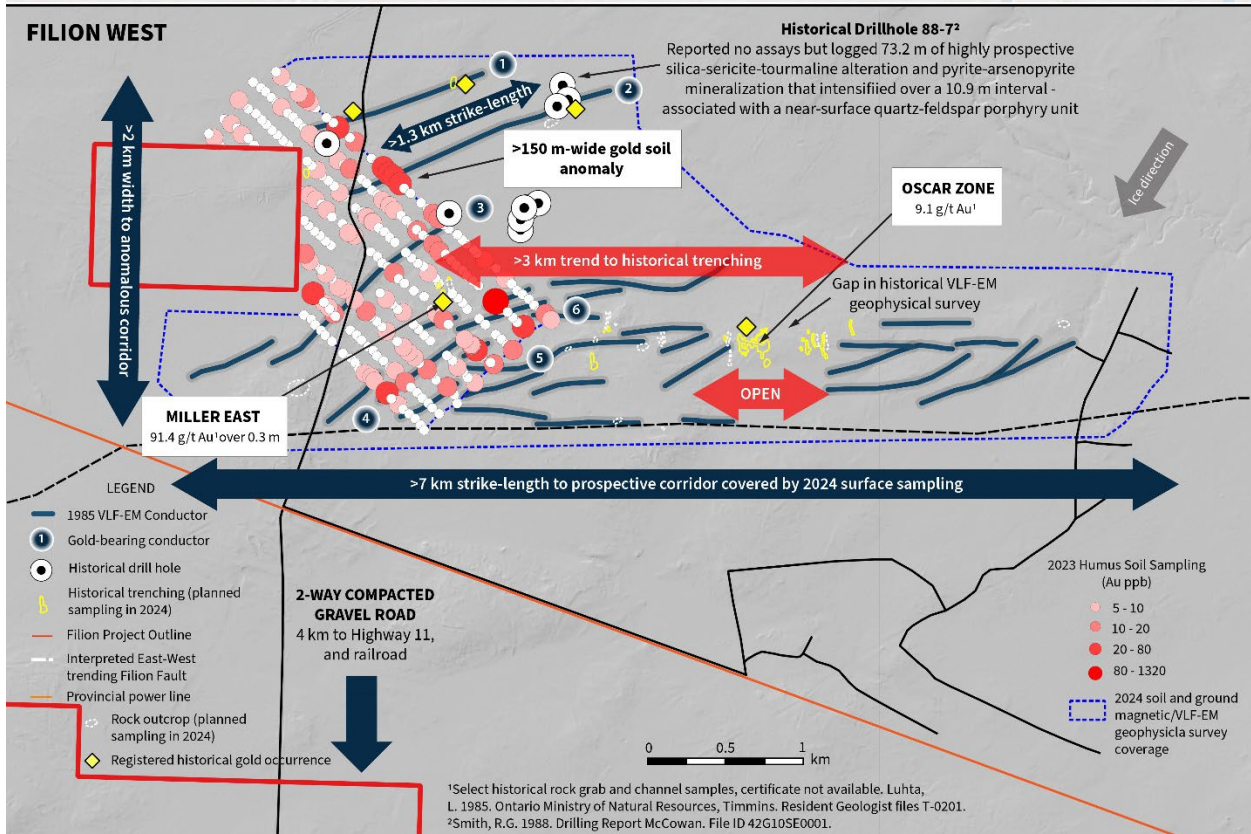 FILION WEST
Historical Drillhole 88-7²
Reported no assays but logged 73.2 m of highly prospective
silica-sericite-tourmaline alteration and pyrite-arsenopyrite
mineralization that intensifiied over a 10.9 m interval -
associated with a near-surface quartz-feldspar porphyry unit
1
2
>1.3 km strike-length
>2 km width to anomalous corridor
>150 m-wide gold soil
anomaly
Ice direction
OSCAR ZONE
9.1 g/t Au¹
3
>3 km trend to historical trenching
Gap in historical VLF-EM
geophysical survey
6
5
OPEN
4
MILLER EAST
91.4 g/t Au¹over 0.3 m
>7 km strike-length to prospective corridor covered by 2024 surface sampling
LEGEND
1985 VLF-EM Conductor
1
Gold-bearing conductor
Historical drill hole
Historical trenching (planned
sampling in 2024)
Filion Project Outline
Interpreted East-West
trending Filion Fault
Provincial power line
Rock outcrop (planned
sampling in 2024)
Registered historical gold occurrence
2-WAY COMPACTED
GRAVEL ROAD
4 km to Highway 11,
and railroad
2023 Humus Soil Sampling
(Au ppb)
5 - 10
10 - 20
20 - 80
80 - 1320
2024 soil and ground
magnetic/VLF-EM
geophysicla survey
coverage
0 0.5 1
km
¹Select historical rock grab and channel samples, certificate not available. Luhta,
L. 1985. Ontario Ministry of Natural Resources, Timmins. Resident Geologist files T-0201.
²Smith, R.G. 1988. Drilling Report McCowan. File ID 42G10SE0001.